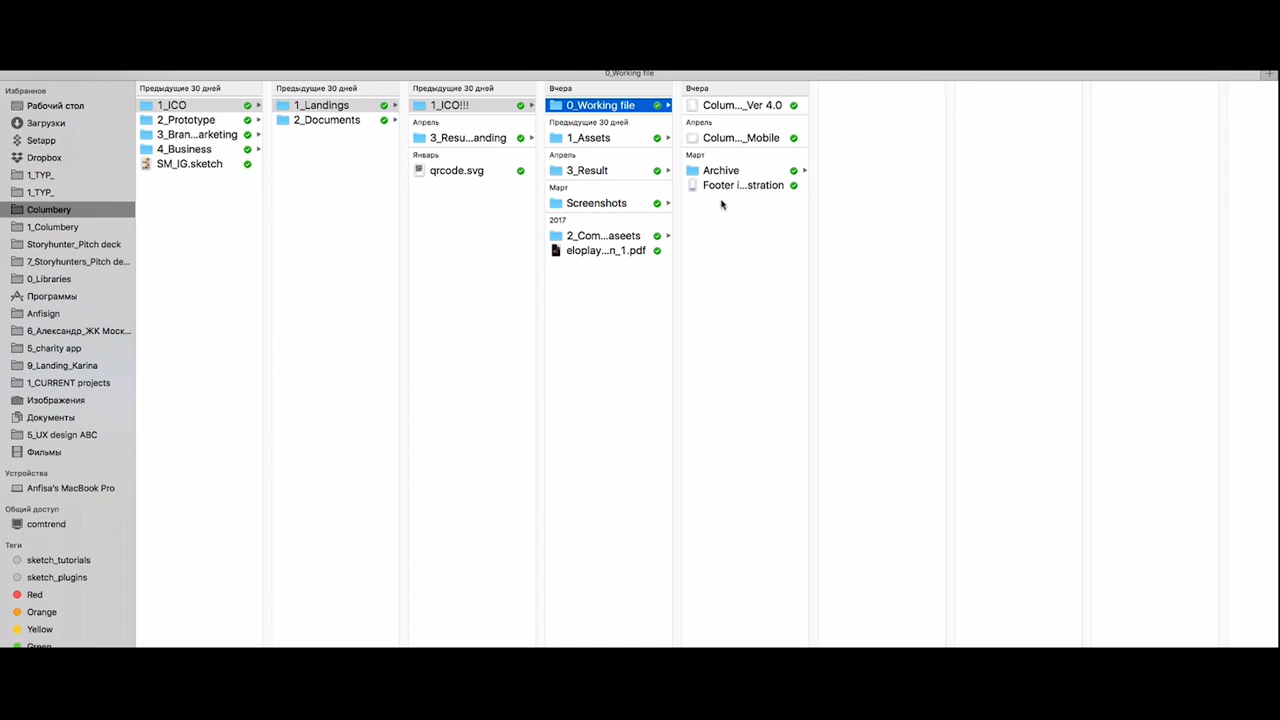 0_Working file
Избранное
Рабочий стол
Загрузки
Setapp
Dropbox
1_TYP_
1_TYP_
Columbery
1_Columbery
Storyhunter_Pitch deck
7_Storyhunters_Pitch de...
0_Libraries
Программы
Anfisign
6_Александр_ЖК Моск...
5_charity app
9_Landing_Karina
1_CURRENT projects
Изображения
Документы
5_UX design ABC
Фильмы
Устройства
Anfisa's MacBook Pro
Общий доступ
comtrend
Теги
sketch_tutorials
sketch_plugins
Red
Orange
Yellow
Green
Предыдущие 30 дней
1_ICO
2_Prototype
3_Bran...arketing
4_Business
SM_IG.sketch
Предыдущие 30 дней
1_Landings
2_Documents
Предыдущие 30 дней
1_ICO!!!
Апрель
3_Resu...anding
Январь
qrcode.svg
Вчера
0_Working file
Предыдущие 30 дней
1_Assets
Апрель
3_Result
Март
Screenshots
2017
2_Com...aseets
eloplay...n_1.pdf
Вчера
Colum..._Ver 4.0
Апрель
Colum..._Mobile
Март
Archive
Footer i...stration